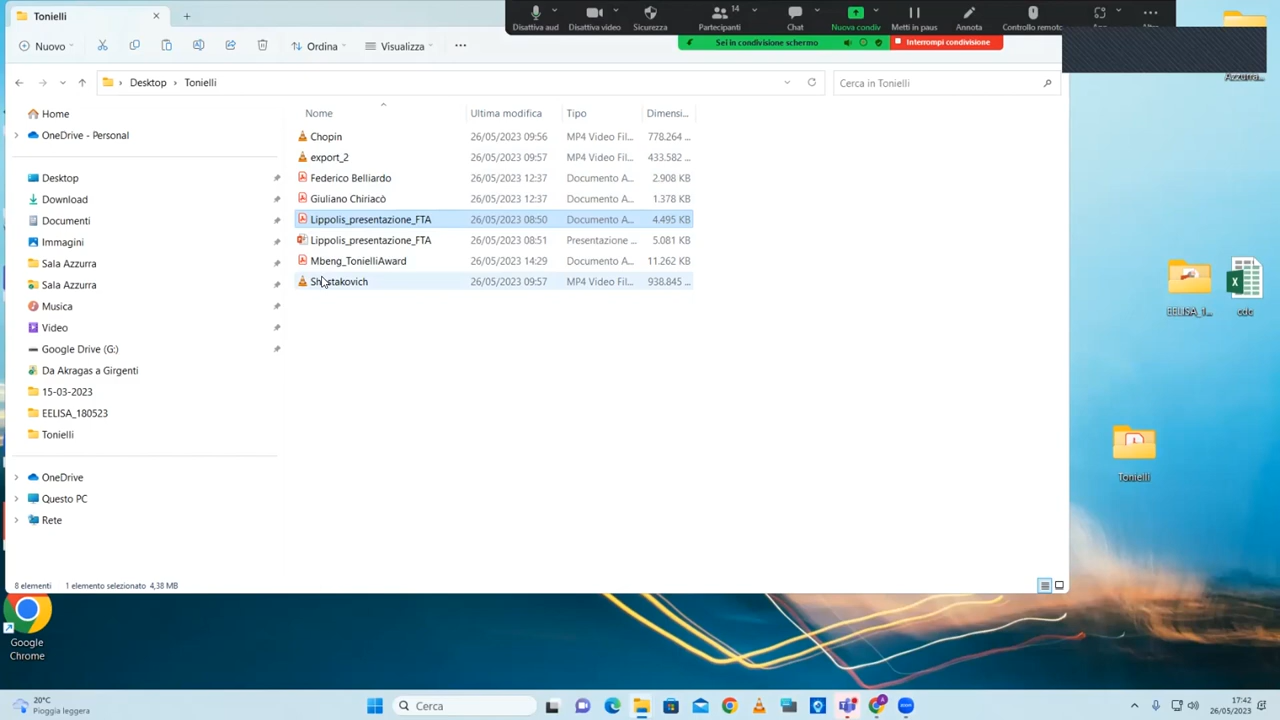 Tonielli
Disattiva aud
Disattiva video
Sicurezza
Partecipanti
14
Chat
Nuova condiv
Metti in paus
Annota
Controllo remoto
Sei in condivisione schermo
Interrompi condivisione
Nuovo
Ordina
Visualizza
Desktop
Tonielli
Cerca in Tonielli
Azzurra...
Nome
Ultima modifica
Tipo
Dimensi...
Chopin 26/05/2023 09:56 MP4 Video Fil... 778.264 ...
export_2 26/05/2023 09:57 MP4 Video Fil... 433.582 ...
Federico Belliardo 26/05/2023 12:37 Documento A... 2.908 KB
Giuliano Chiriacò 26/05/2023 12:37 Documento A... 1.378 KB
Lippolis_presentazione_FTA 26/05/2023 08:50 Documento A... 4.495 KB
Lippolis_presentazione_FTA 26/05/2023 08:51 Presentazione ... 5.081 KB
Mbeng_TonielliAward 26/05/2023 14:29 Documento A... 11.262 KB
Shostakovich 26/05/2023 09:57 MP4 Video Fil... 938.845 ...
Home
OneDrive - Personal
Desktop
Download
Documenti
Immagini
Sala Azzurra
Sala Azzurra
Musica
Video
Google Drive (G:)
Da Akragas a Girgenti
15-03-2023
EELISA_180523
Tonielli
OneDrive
Questo PC
Rete
EELISA_1...
cdc
Tonielli
8 elementi
1 elemento selezionato 4,38 MB
Google
Chrome
20°C
Pioggia leggera
Cerca
zoom
17:42
26/05/2023